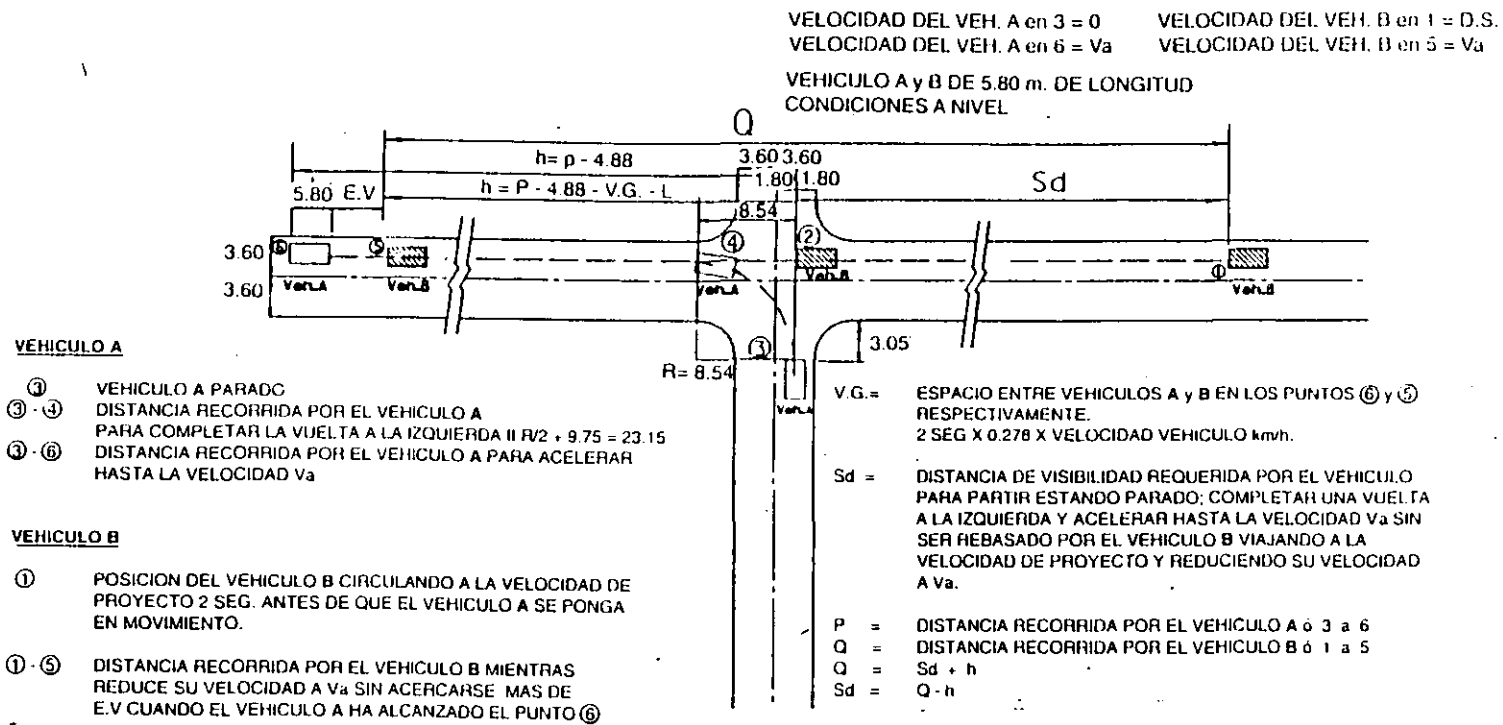 VELOCIDAD DEL VEH. A en 3 = 0 VELOCIDAD DEL VEH. B en 1 = D.S.
VELOCIDAD DEL VEH. A en 6 = Va VELOCIDAD DEL VEH. B en 5 = Va
VEHICULO A y B DE 5.80 m. DE LONGITUD
CONDICIONES A NIVEL
Q
h= p - 4.88
3.60 3.60
1.80 1.80
5.80 E.V
h = P - 4.88 - V.G. - L
Sd
8.54
3.60 ⑥ ⑤ ④ ②
Veh.A Veh.B Veh.A Veh.B ① Veh.B
3.60
③
3.05
R= 8.54
Veh.A
VEHICULO A
③ VEHICULO A PARADO
③ - ④ DISTANCIA RECORRIDA POR EL VEHICULO A
PARA COMPLETAR LA VUELTA A LA IZQUIERDA II R/2 + 9.75 = 23.15
③ - ⑥ DISTANCIA RECORRIDA POR EL VEHICULO A PARA ACELERAR
HASTA LA VELOCIDAD Va
VEHICULO B
① POSICION DEL VEHICULO B CIRCULANDO A LA VELOCIDAD DE
PROYECTO 2 SEG. ANTES DE QUE EL VEHICULO A SE PONGA
EN MOVIMIENTO.
① - ⑤ DISTANCIA RECORRIDA POR EL VEHICULO B MIENTRAS
REDUCE SU VELOCIDAD A Va SIN ACERCARSE MAS DE
E.V CUANDO EL VEHICULO A HA ALCANZADO EL PUNTO ⑥
V.G.= ESPACIO ENTRE VEHICULOS A y B EN LOS PUNTOS ⑥ y ⑤
RESPECTIVAMENTE.
2 SEG X 0.278 X VELOCIDAD VEHICULO km/h.
Sd = DISTANCIA DE VISIBILIDAD REQUERIDA POR EL VEHICULO
PARA PARTIR ESTANDO PARADO; COMPLETAR UNA VUELTA
A LA IZQUIERDA Y ACELERAR HASTA LA VELOCIDAD Va SIN
SER REBASADO POR EL VEHICULO B VIAJANDO A LA
VELOCIDAD DE PROYECTO Y REDUCIENDO SU VELOCIDAD
A Va.
P = DISTANCIA RECORRIDA POR EL VEHICULO A ó 3 a 6
Q = DISTANCIA RECORRIDA POR EL VEHICULO B ó 1 a 5
Q = Sd + h
Sd = Q - h